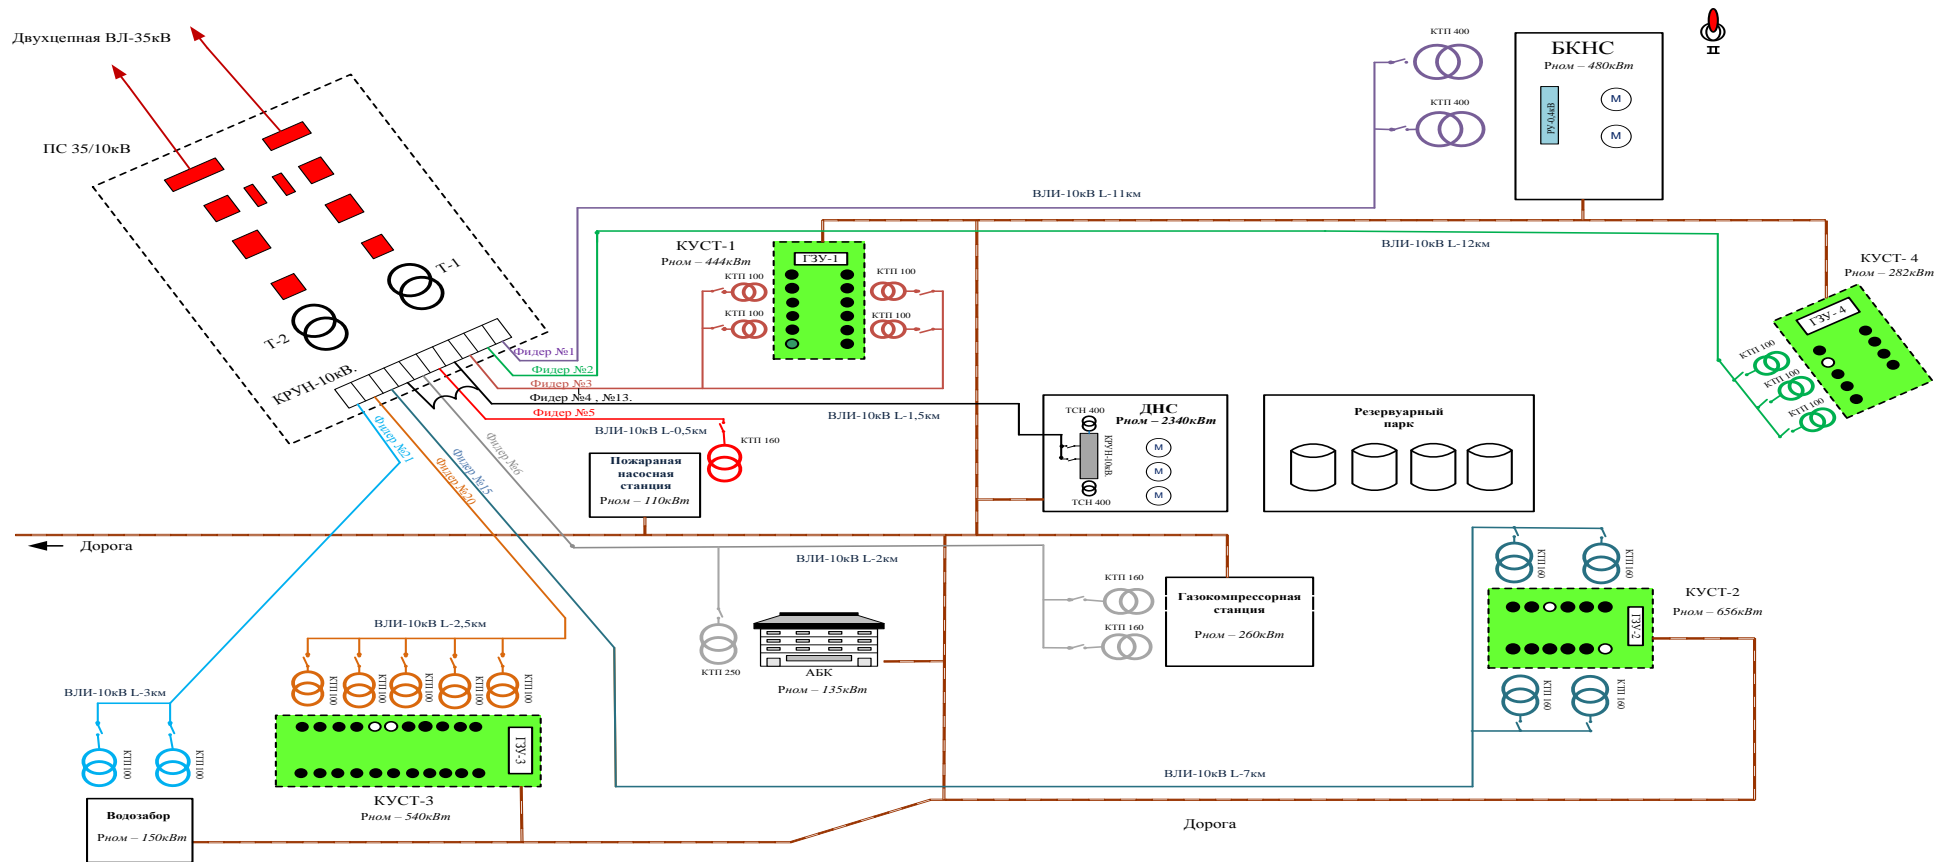 Двухцепная ВЛ-35кВ
ПС 35/10кВ
Т-1
Т-2
КРУН-10кВ.
Фидер №1
Фидер №2
Фидер №3
Фидер №4 , №13.
Фидер №5
Фидер №6
Фидер №15
Фидер №20
Фидер №21
ВЛИ-10кВ L-11км
КТП 400
КТП 400
БКНС
Рном – 480кВт
РУ-0,4кВ
М
М
II
ВЛИ-10кВ L-12км
КУСТ- 4
Рном – 282кВт
ГЗУ- 4
КТП 100
КТП 100
КТП 100
КУСТ-1
Рном – 444кВт
ГЗУ-1
КТП 100
КТП 100
КТП 100
КТП 100
ВЛИ-10кВ L-1,5км
ВЛИ-10кВ L-0,5км
КТП 160
Пожараная
насосная
станция
Рном – 110кВт
ТСН 400
ДНС
Рном – 2340кВт
КРУН-10кВ
ТСН 400
М
М
М
Резервуарный
парк
Дорога
ВЛИ-10кВ L-2км
КТП 250
АБК
Рном – 135кВт
КТП 160
КТП 160
Газокомпрессорная
станция
Рном – 260кВт
КТП 160
КТП 160
КУСТ-2
Рном – 656кВт
ГЗУ-2
КТП 160
КТП 160
ВЛИ-10кВ L-7км
ВЛИ-10кВ L-2,5км
КТП 100
КТП 100
КТП 100
КТП 100
КТП 100
ГЗУ-3
КУСТ-3
Рном – 540кВт
ВЛИ-10кВ L-3км
КТП 100
КТП 100
Водозабор
Рном – 150кВт
Дорога